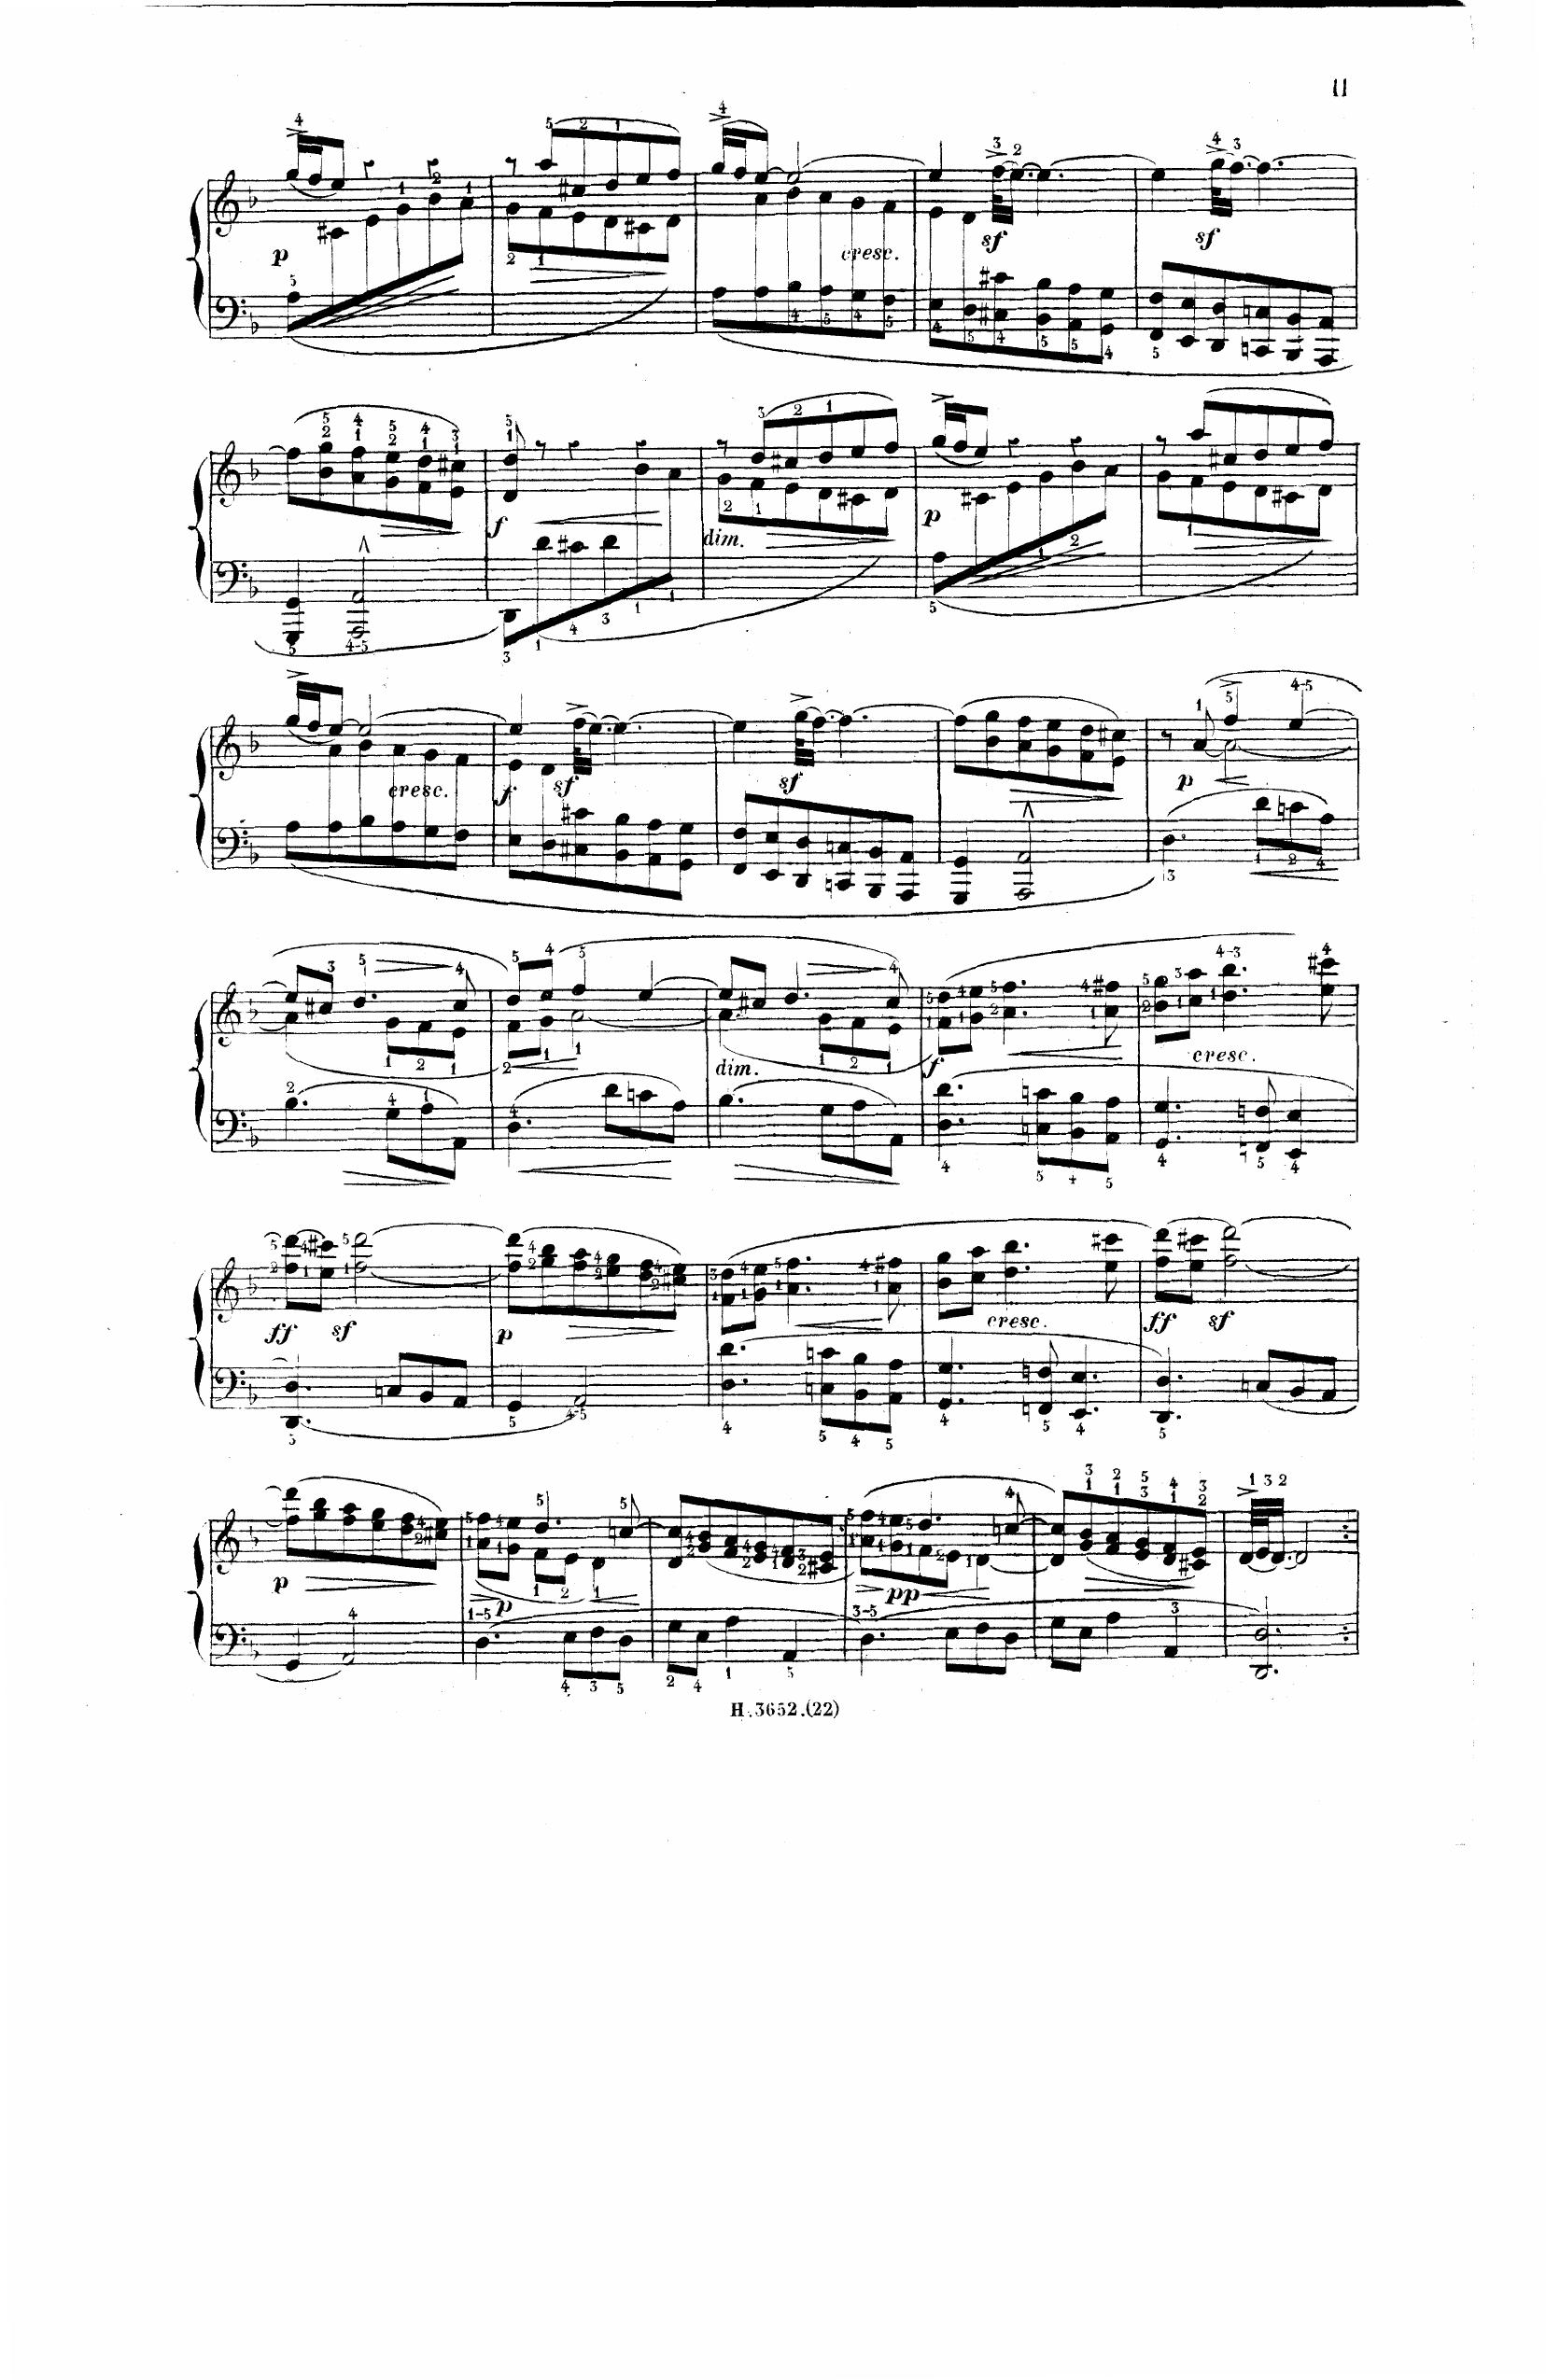 11
p cresc. sf sf
f dim. p
cresc. f sf sf p
dim. f cresc.
ff sf p cresc. ff sf
p p pp
H.3652.(22)